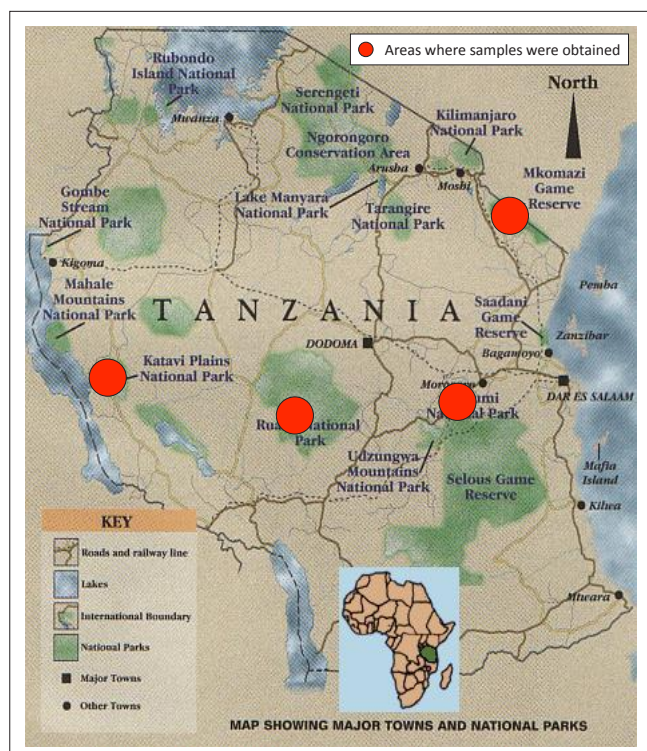 Areas where samples were obtained
Rubondo
Island National
Park
Mwanza
Serengeti
National Park
North
Kilimanjaro
National Park
Ngorongoro
Conservation Area
Arusha
Moshi
Mkomazi
Game
Reserve
Gombe
Stream
National Park
Lake Manyara
National Park
Tarangire
National Park
Kigoma
Mahale
Mountains
National Park
TANZANIA
Pemba
Saadani
Game
Reserve
Zanzibar
Bagamoyo
DODOMA
Katavi Plains
National Park
DAR ES SALAAM
National Park
Park
Udzungwa
Mountains
National Park
Selous Game
Reserve
Mafia
Island
Kilwa
Mtwara
KEY
Roads and railway line
Lakes
International Boundary
National Parks
Major Towns
Other Towns
MAP SHOWING MAJOR TOWNS AND NATIONAL PARKS